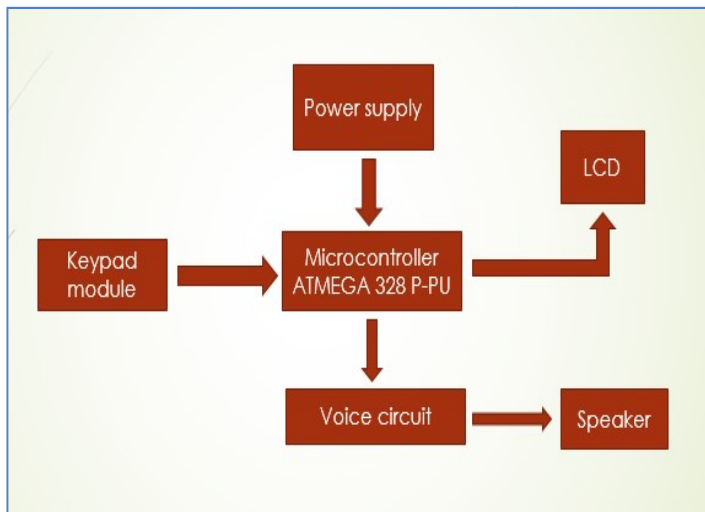 Power supply
LCD
Keypad
module
Microcontroller
ATMEGA 328 P-PU
Voice circuit
Speaker